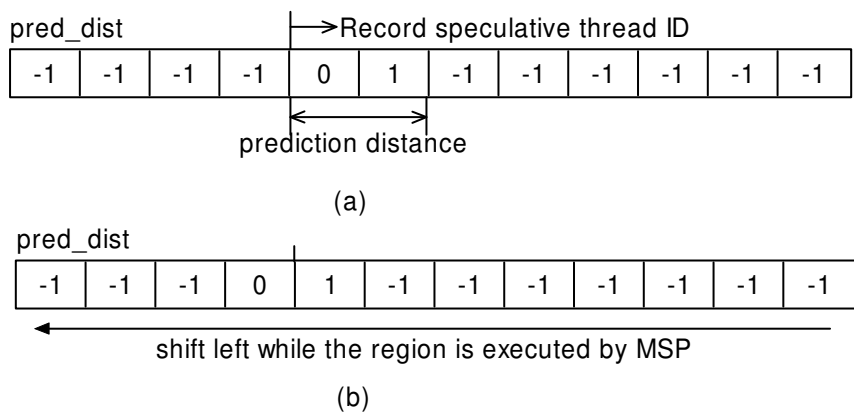 pred_dist
Record speculative thread ID
-1 -1 -1 -1 0 1 -1 -1 -1 -1 -1 -1
prediction distance
(a)
pred_dist
-1 -1 -1 0 1 -1 -1 -1 -1 -1 -1 -1
shift left while the region is executed by MSP
(b)